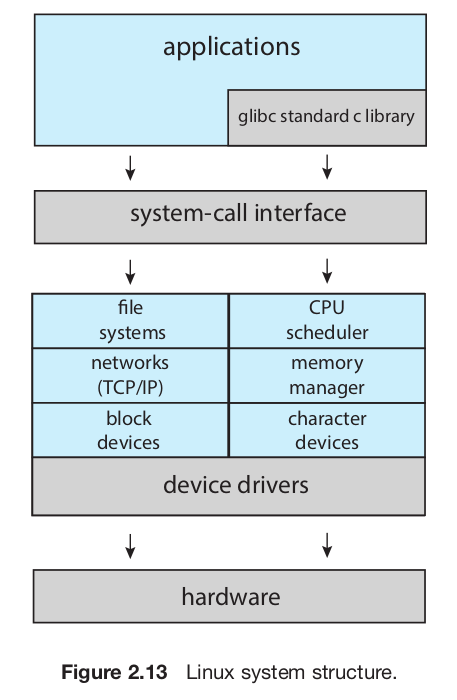 applications
glibc standard c library
system-call interface
file
systems
CPU
scheduler
networks
(TCP/IP)
memory
manager
block
devices
character
devices
device drivers
hardware
Figure 2.13 Linux system structure.